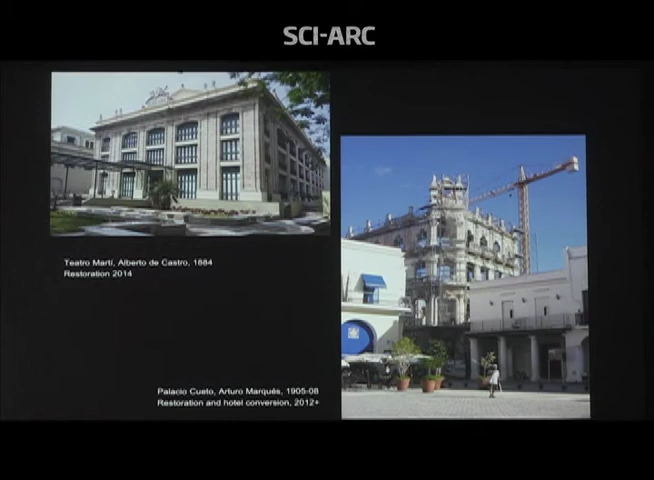 SCI-ARC
Teatro Martí, Alberto de Castro, 1884
Restoration 2014
Palacio Cueto, Arturo Marqués, 1905-08
Restoration and hotel conversion, 2012+